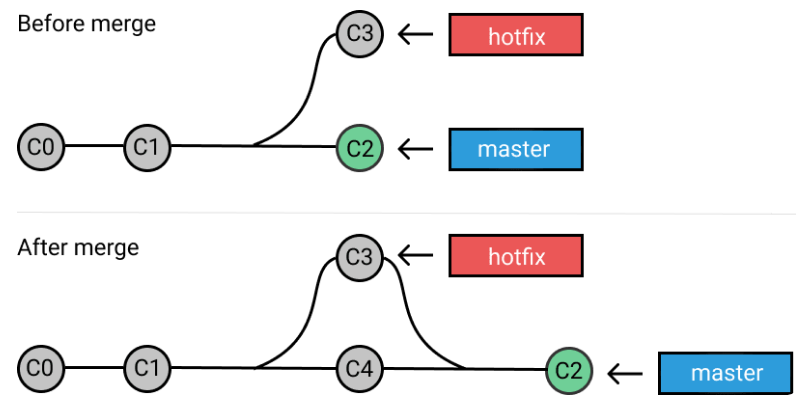 Before merge
C3
hotfix
C0
C1
C2
master
After merge
C3
hotfix
C0
C1
C4
C2
master